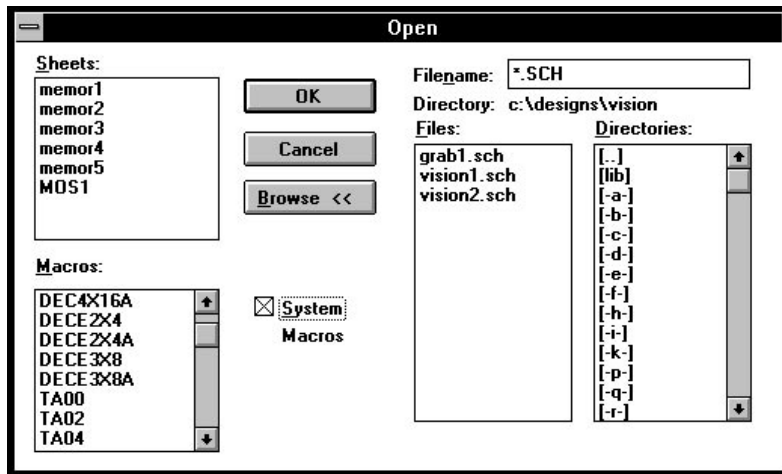 Open
Sheets:
memor1
memor2
memor3
memor4
memor5
MOS1
OK
Cancel
Browse <<
Macros:
DEC4X16A
DECE2X4
DECE2X4A
DECE3X8
DECE3X8A
TA00
TA02
TA04
System
Macros
Filename: *.SCH
Directory: c:\designs\vision
Files:
grab1.sch
vision1.sch
vision2.sch
Directories:
[..]
[lib]
[-a-]
[-b-]
[-c-]
[-d-]
[-e-]
[-f-]
[-h-]
[-i-]
[-k-]
[-p-]
[-q-]
[-r-]